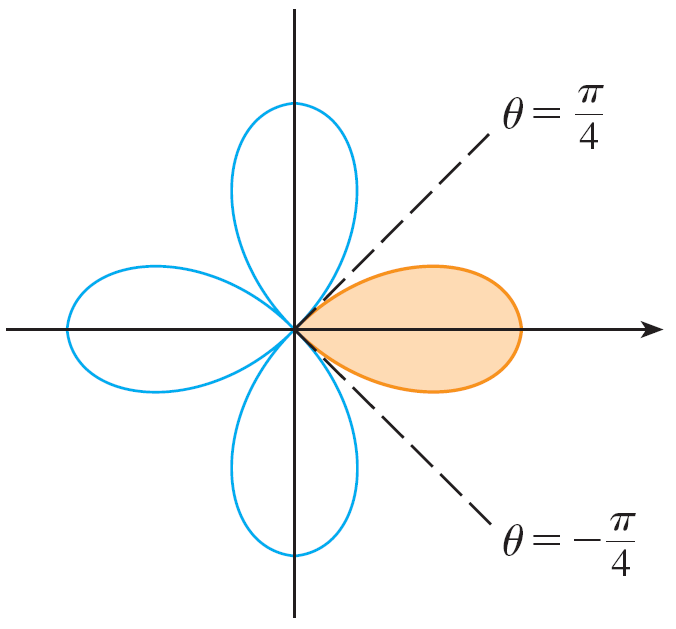 θ = π/4
θ = −π/4